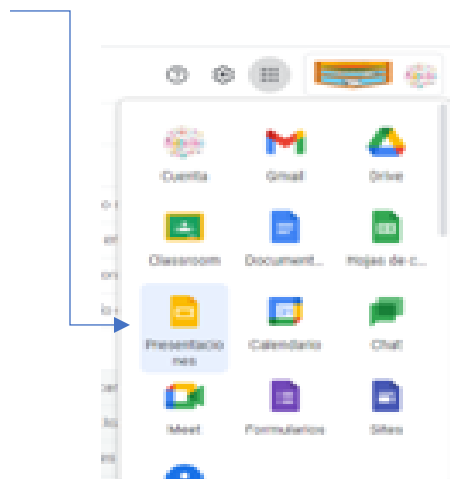 Cuenta
Gmail
Drive
Classroom
Document...
Hojas de c...
Presentacio
nes
Calendario
Chat
Meet
Formularios
Sites